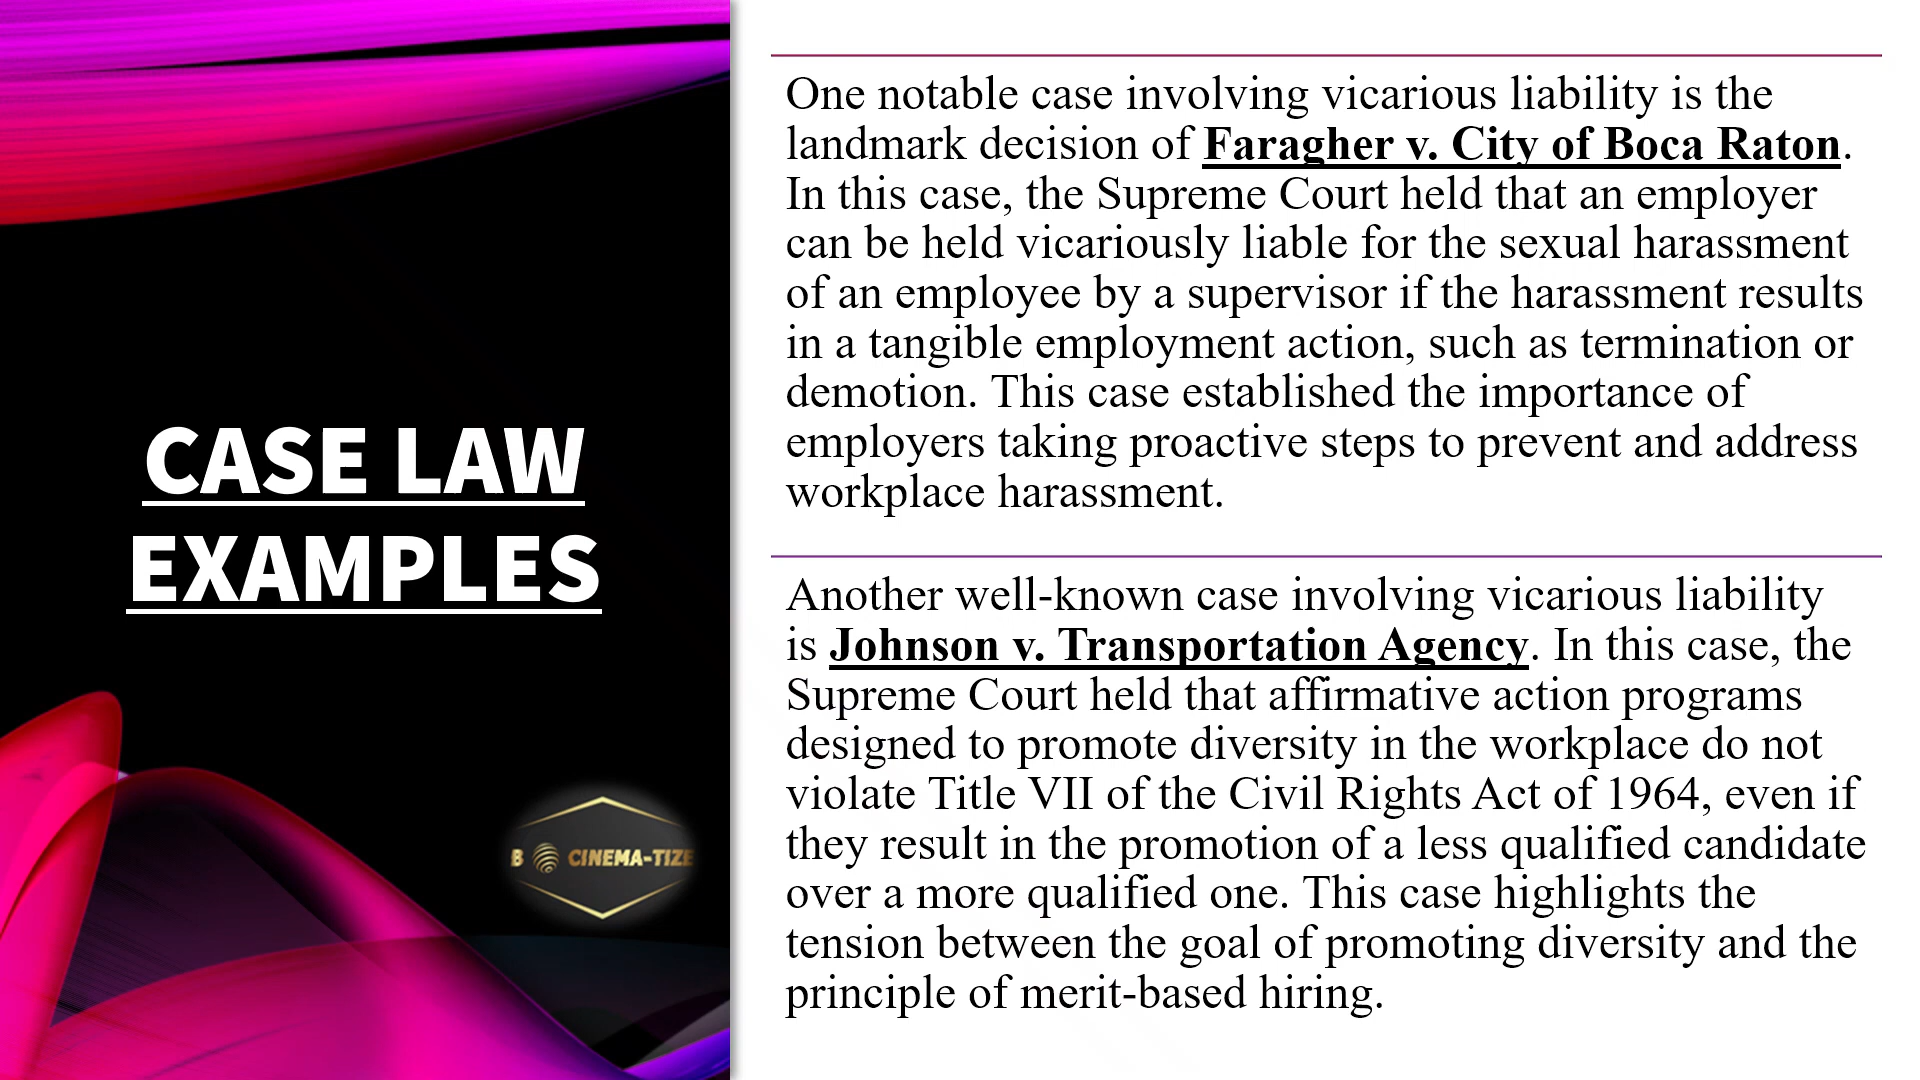 CASE LAW
EXAMPLES
B CINEMA-TIZE
One notable case involving vicarious liability is the
landmark decision of Faragher v. City of Boca Raton.
In this case, the Supreme Court held that an employer
can be held vicariously liable for the sexual harassment
of an employee by a supervisor if the harassment results
in a tangible employment action, such as termination or
demotion. This case established the importance of
employers taking proactive steps to prevent and address
workplace harassment.
Another well-known case involving vicarious liability
is Johnson v. Transportation Agency. In this case, the
Supreme Court held that affirmative action programs
designed to promote diversity in the workplace do not
violate Title VII of the Civil Rights Act of 1964, even if
they result in the promotion of a less qualified candidate
over a more qualified one. This case highlights the
tension between the goal of promoting diversity and the
principle of merit-based hiring.